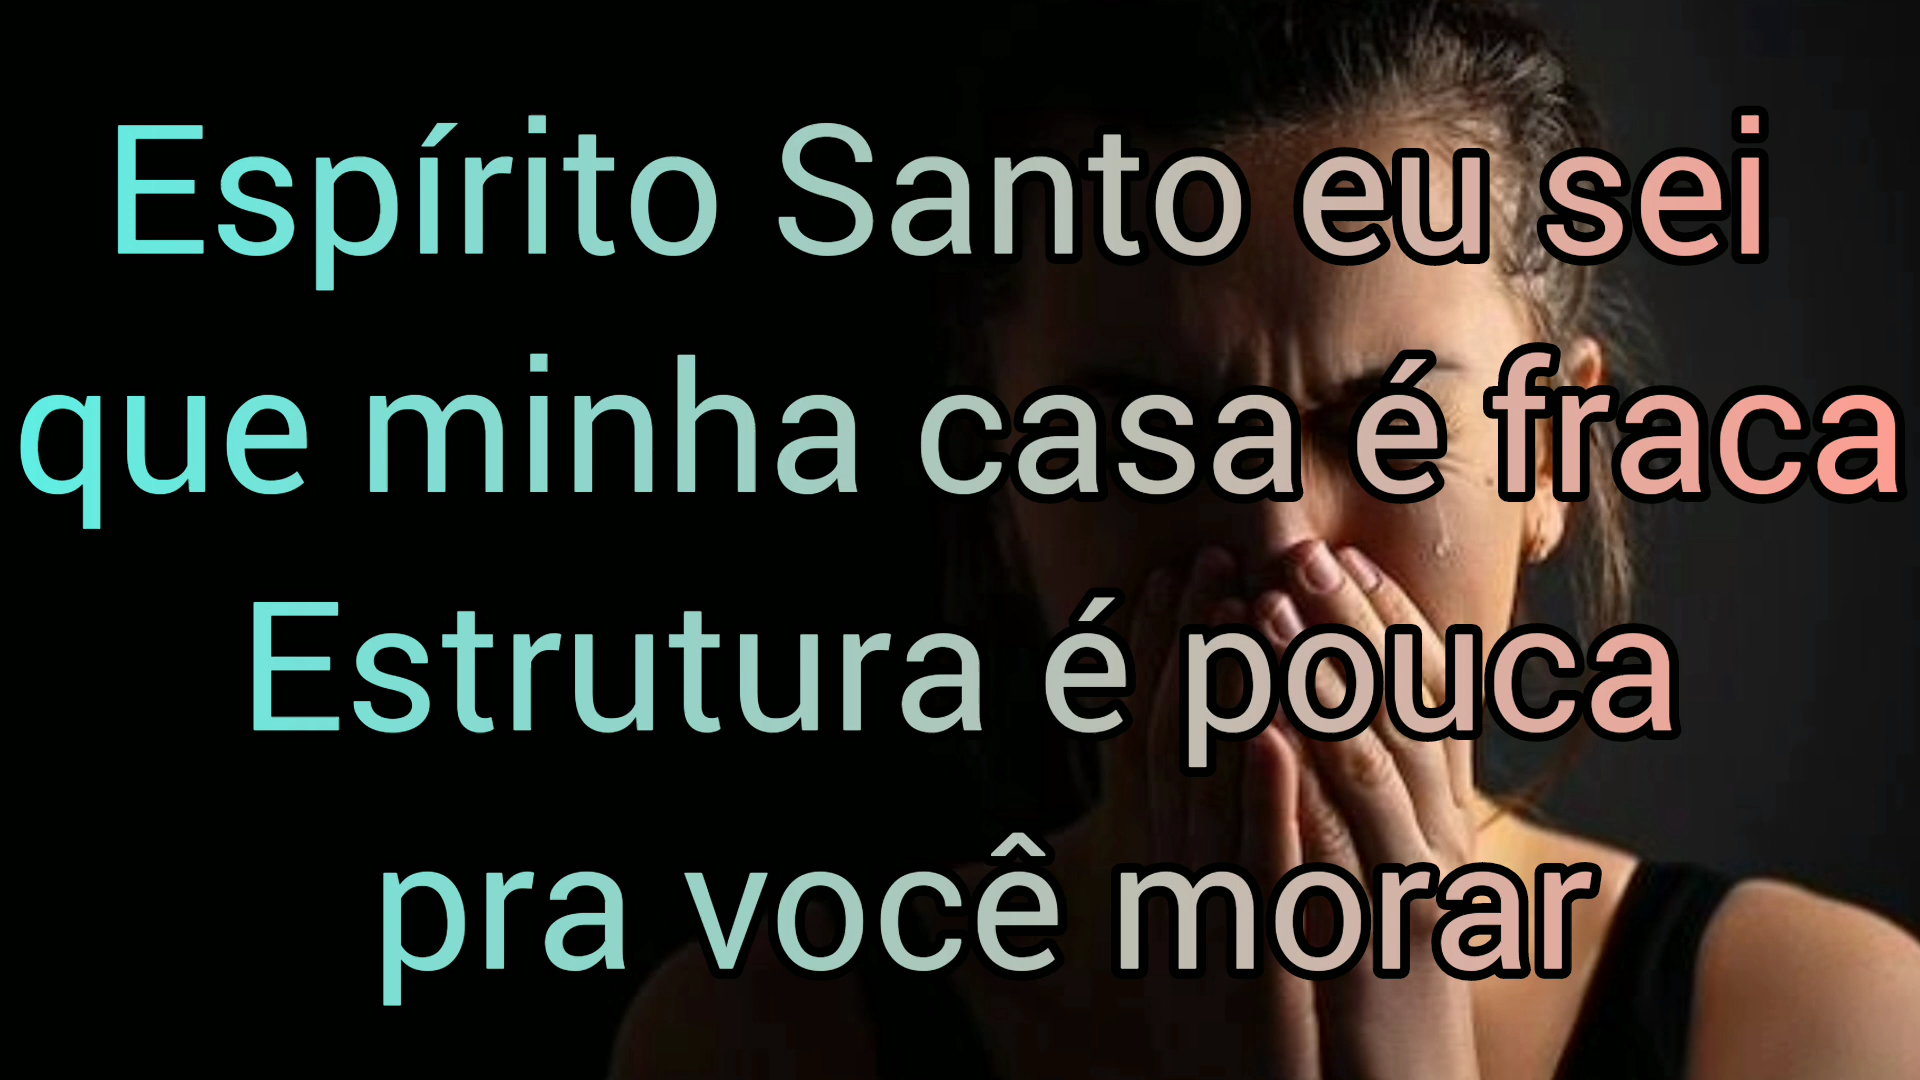 Espírito Santo eu sei
que minha casa é fraca
Estrutura é pouca
pra você morar